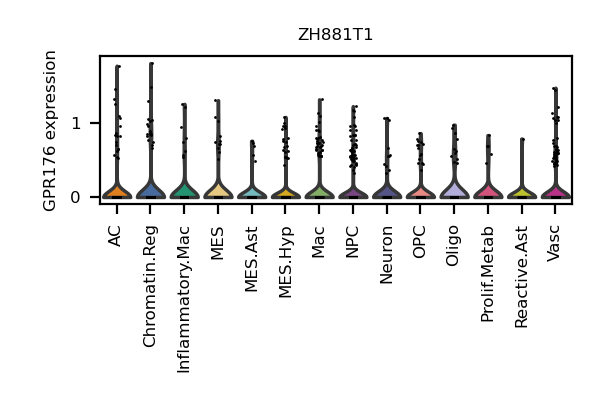 ZH881T1
GPR176 expression
1
0
AC
Chromatin.Reg
Inflammatory.Mac
MES
MES.Ast
MES.Hyp
Mac
NPC
Neuron
OPC
Oligo
Prolif.Metab
Reactive.Ast
Vasc